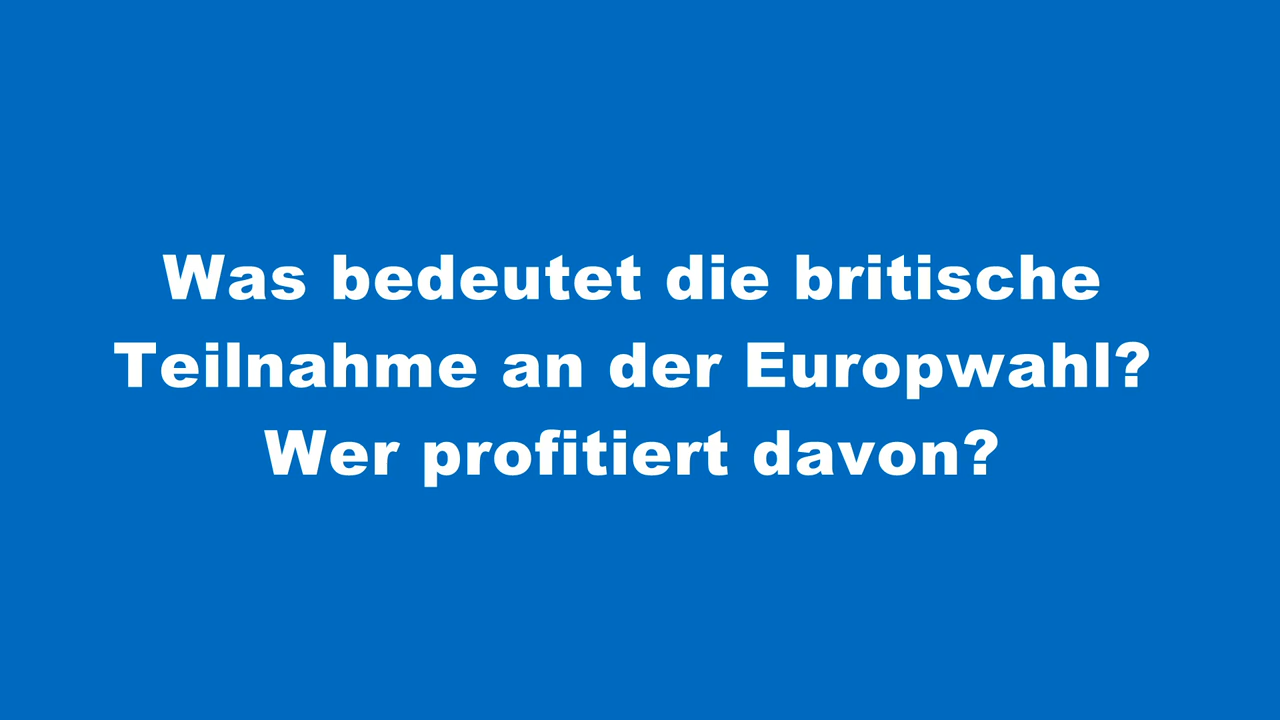 Was bedeutet die britische
Teilnahme an der Europwahl?
Wer profitiert davon?